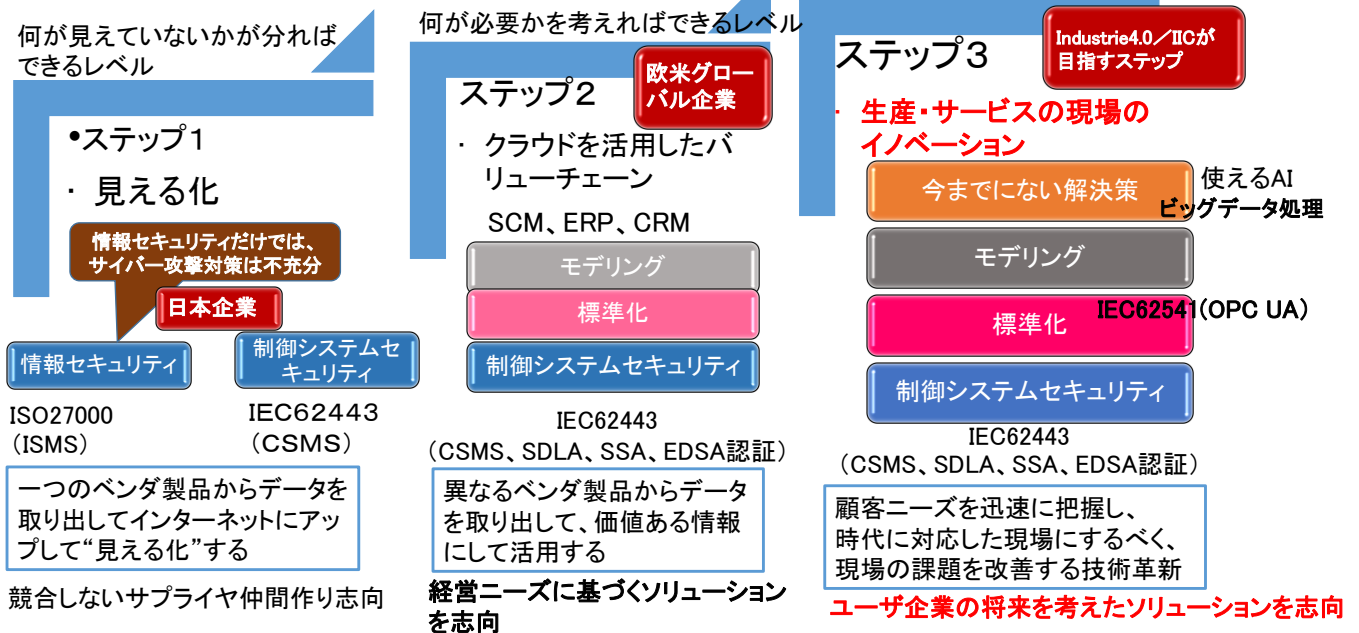 何が見えていないかが分れば
できるレベル
•ステップ1
・ 見える化
情報セキュリティだけでは、
サイバー攻撃対策は不充分
日本企業
情報セキュリティ
制御システムセ
キュリティ
ISO27000
(ISMS)
IEC62443
(CSMS)
一つのベンダ製品からデータを
取り出してインターネットにアッ
プして“見える化”する
競合しないサプライヤ仲間作り志向
何が必要かを考えればできるレベル
ステップ2
欧米グロー
バル企業
・ クラウドを活用したバ
リューチェーン
SCM、ERP、CRM
モデリング
標準化
制御システムセキュリティ
IEC62443
(CSMS、SDLA、SSA、EDSA認証)
異なるベンダ製品からデータ
を取り出して、価値ある情報
にして活用する
経営ニーズに基づくソリューション
を志向
ステップ3
Industrie4.0/IICが
目指すステップ
・ 生産・サービスの現場の
イノベーション
今までにない解決策
使えるAI
ビッグデータ処理
モデリング
標準化
IEC62541(OPC UA)
制御システムセキュリティ
IEC62443
(CSMS、SDLA、SSA、EDSA認証)
顧客ニーズを迅速に把握し、
時代に対応した現場にするべく、
現場の課題を改善する技術革新
ユーザ企業の将来を考えたソリューションを志向